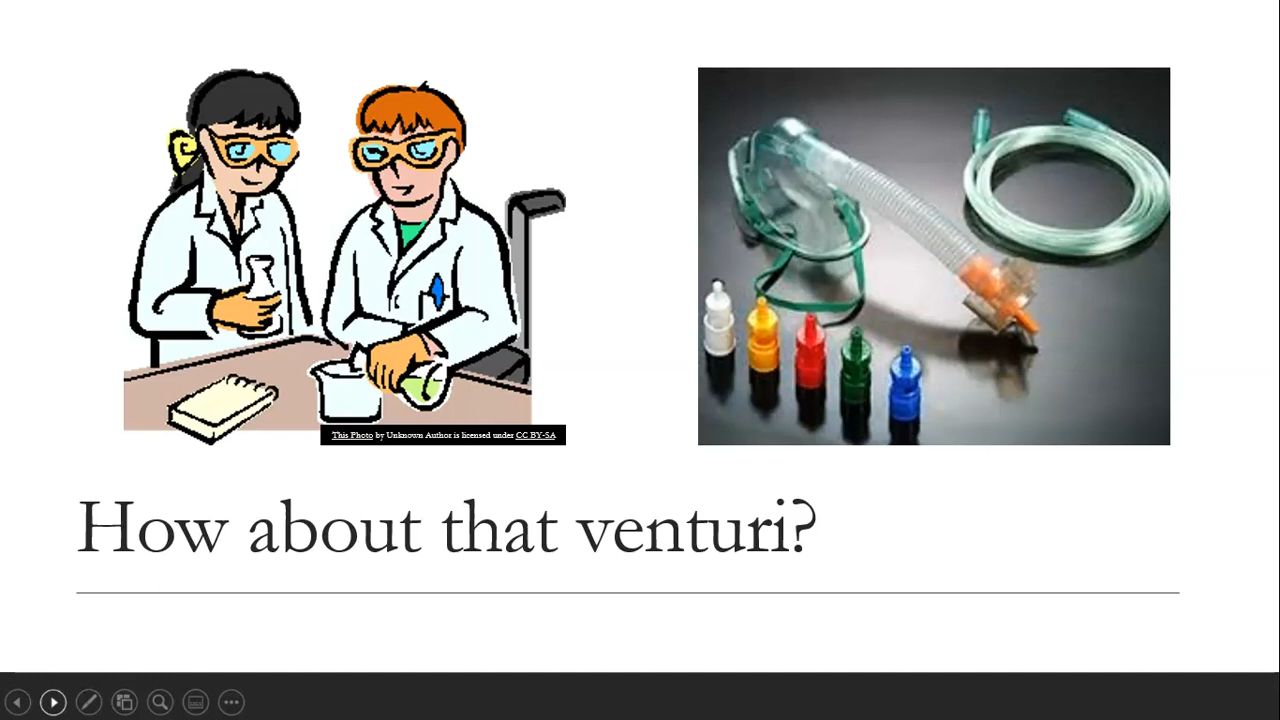 This Photo by Unknown Author is licensed under CC BY-SA
How about that venturi?